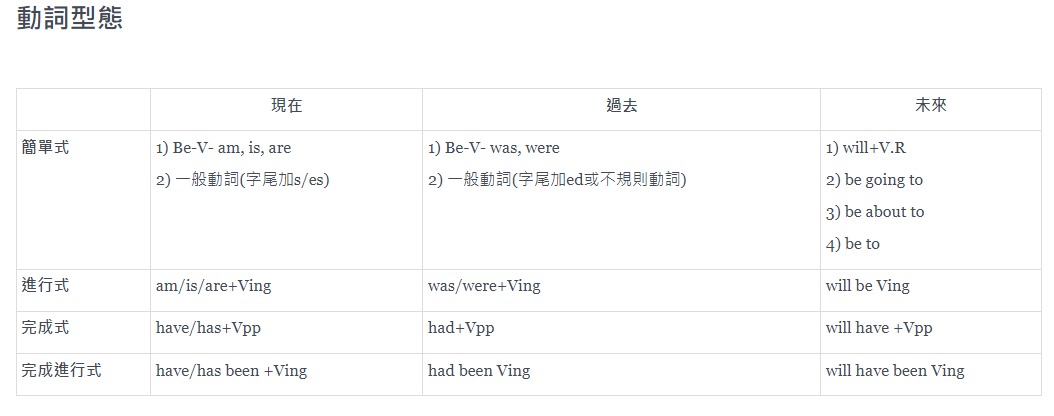 動詞型態
現在 過去 未來
簡單式 1) Be-V- am, is, are 1) Be-V- was, were 1) will+V.R
2) 一般動詞(字尾加s/es) 2) 一般動詞(字尾加ed或不規則動詞) 2) be going to
3) be about to
4) be to
進行式 am/is/are+Ving was/were+Ving will be Ving
完成式 have/has+Vpp had+Vpp will have +Vpp
完成進行式 have/has been +Ving had been Ving will have been Ving